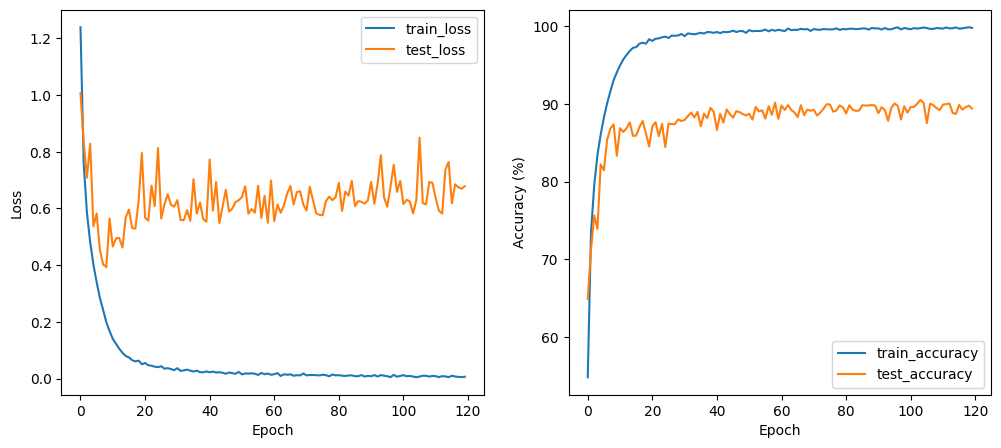 train_loss
test_loss
1.2
1.0
0.8
0.6
0.4
0.2
0.0
Loss
0 20 40 60 80 100 120
Epoch
100
90
80
70
60
Accuracy (%)
train_accuracy
test_accuracy
0 20 40 60 80 100 120
Epoch